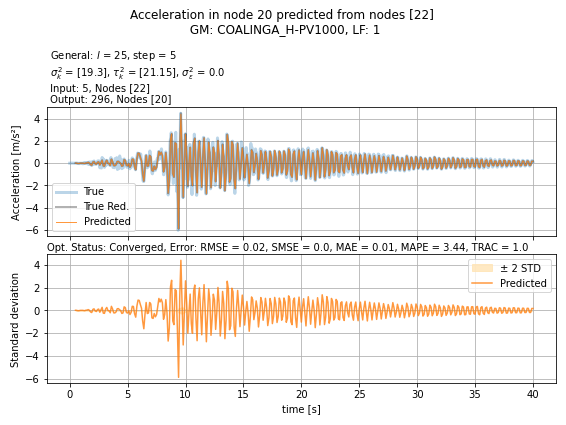 Acceleration in node 20 predicted from nodes [22]
GM: COALINGA_H-PV1000, LF: 1
General: l = 25, step = 5
σ²ₖ = [19.3], τ²ₖ = [21.15], σ²ε = 0.0
Input: 5, Nodes [22]
Output: 296, Nodes [20]
Acceleration [m/s²]
4
2
0
−2
−4
−6
True
True Red.
Predicted
Opt. Status: Converged, Error: RMSE = 0.02, SMSE = 0.0, MAE = 0.01, MAPE = 3.44, TRAC = 1.0
Standard deviation
4
2
0
−2
−4
−6
± 2 STD
Predicted
0 5 10 15 20 25 30 35 40
time [s]